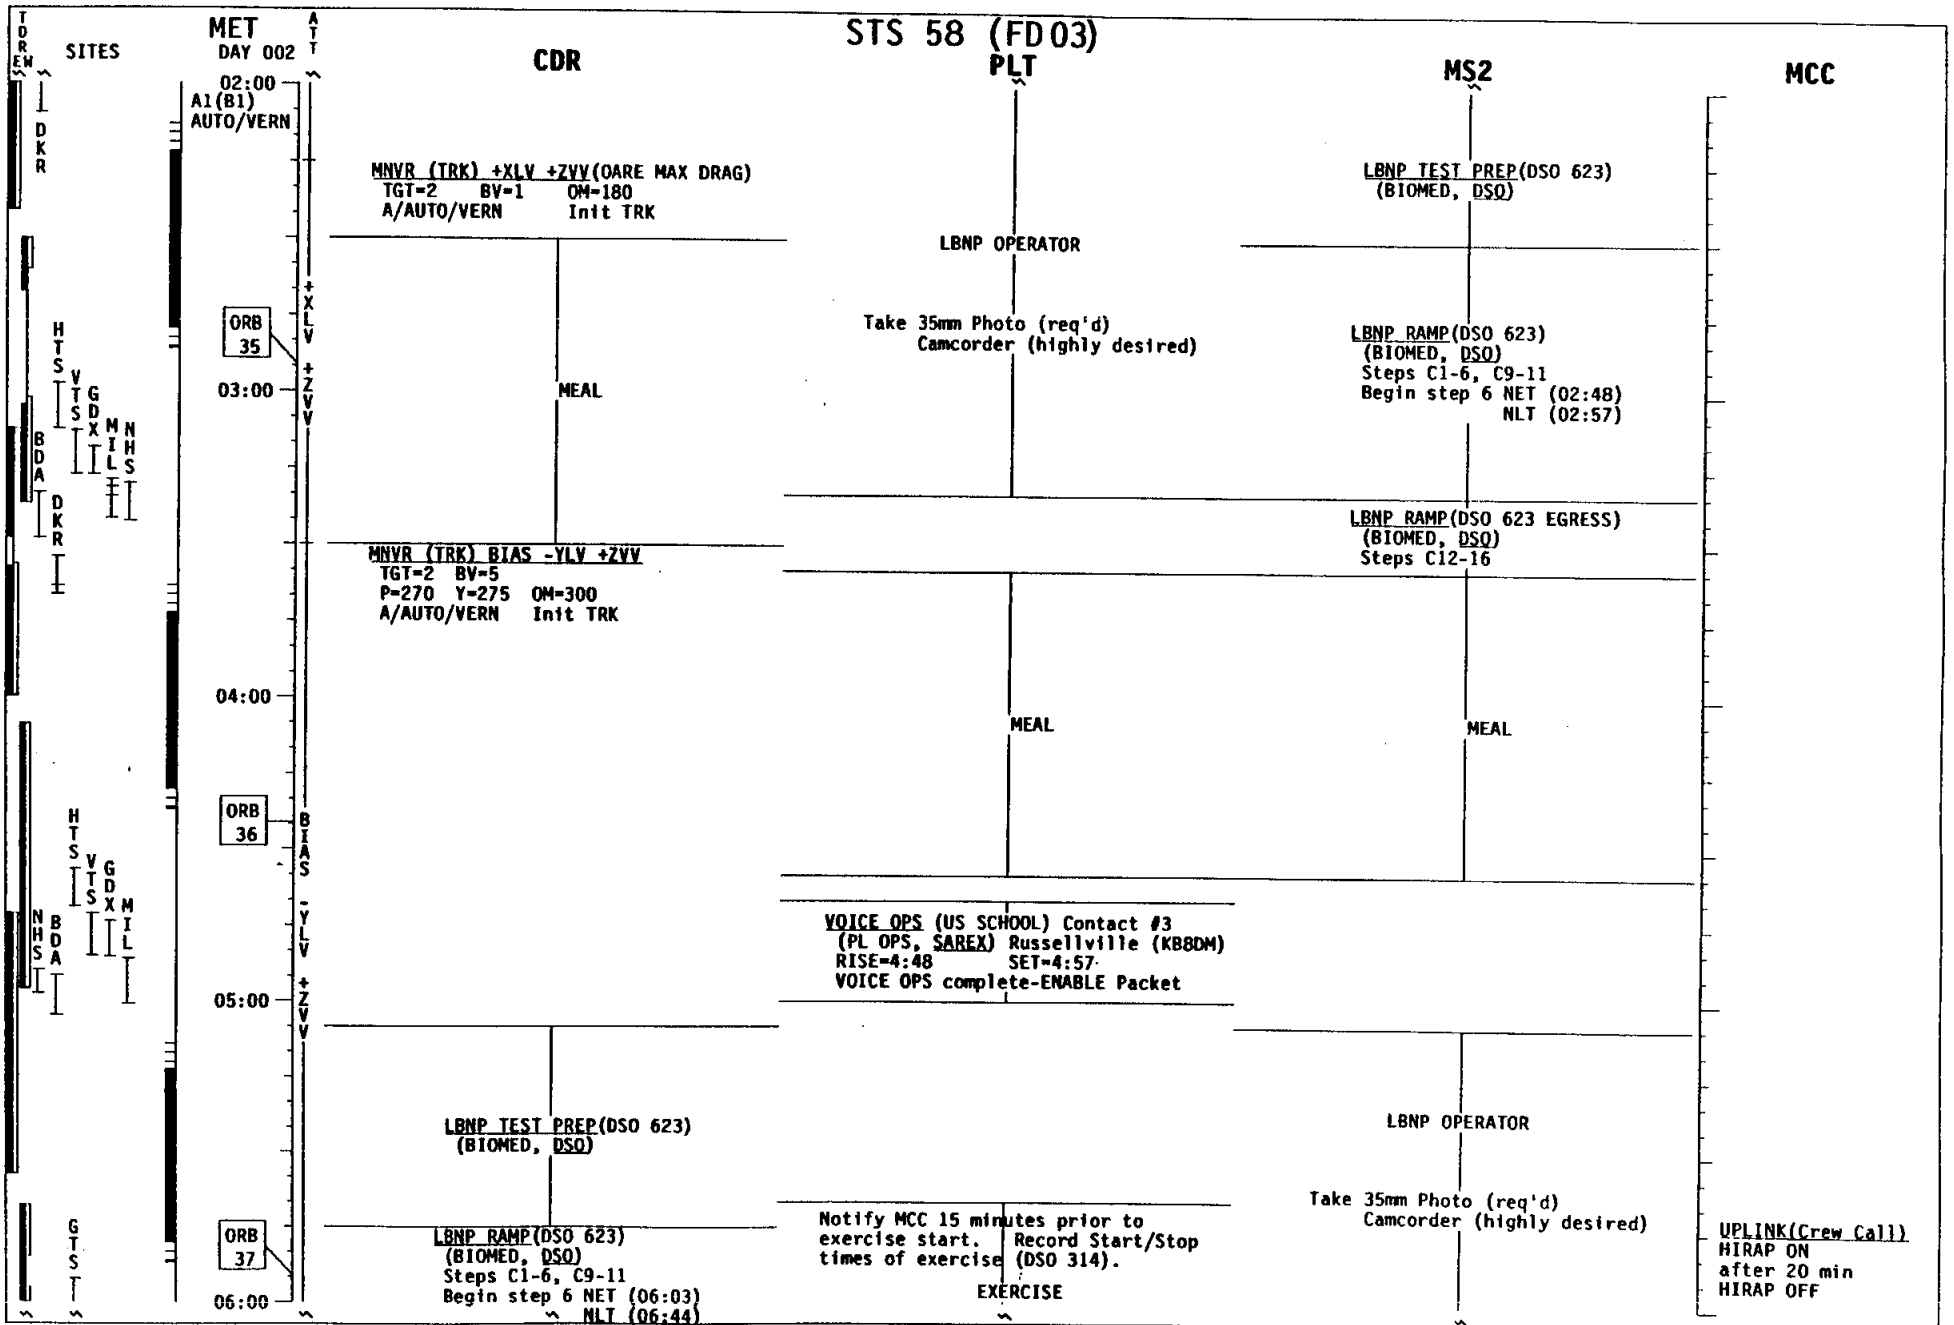 STS 58 (FD03)
TDRE W
SITES
MET
DAY 002
ATT
CDR
PLT
MS2
MCC
02:00
A1(B1)
AUTO/VERN
DKR
MNVR (TRK) +XLV +ZVV(OARE MAX DRAG)
TGT=2 BV=1 OM=180
A/AUTO/VERN Init TRK
LBNP TEST PREP(DSO 623)
(BIOMED, DSO)
LBNP OPERATOR
+XLV +ZVV
ORB
35
Take 35mm Photo (req'd)
Camcorder (highly desired)
LBNP RAMP(DSO 623)
(BIOMED, DSO)
Steps C1-6, C9-11
Begin step 6 NET (02:48)
NLT (02:57)
HTS
VTS
GDX
MIL
NHS
BDA
DKR
03:00
MEAL
LBNP RAMP(DSO 623 EGRESS)
(BIOMED, DSO)
Steps C12-16
MNVR (TRK) BIAS -YLV +ZVV
TGT=2 BV=5
P=270 Y=275 OM=300
A/AUTO/VERN Init TRK
04:00
MEAL
MEAL
ORB
36
BIAS -YLV +ZVV
HTS
VTS
GDX
MIL
NHS
BDA
VOICE OPS (US SCHOOL) Contact #3
(PL OPS, SAREX) Russellville (KB8DM)
RISE=4:48 SET=4:57
VOICE OPS complete-ENABLE Packet
05:00
LBNP TEST PREP(DSO 623)
(BIOMED, DSO)
LBNP OPERATOR
Take 35mm Photo (req'd)
Camcorder (highly desired)
GTS
ORB
37
LBNP RAMP(DSO 623)
(BIOMED, DSO)
Steps C1-6, C9-11
Begin step 6 NET (06:03)
NLT (06:44)
Notify MCC 15 minutes prior to
exercise start. Record Start/Stop
times of exercise (DSO 314).
EXERCISE
UPLINK(Crew Call)
HIRAP ON
after 20 min
HIRAP OFF
06:00